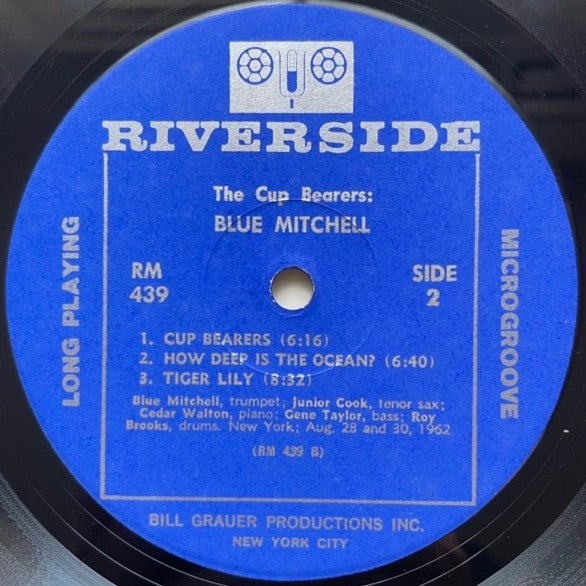 RIVERSIDE
The Cup Bearers:
BLUE MITCHELL
RM
439
SIDE
2
LONG PLAYING
MICROGROOVE
1. CUP BEARERS (6:16)
2. HOW DEEP IS THE OCEAN? (6:40)
3. TIGER LILY (8:32)
Blue Mitchell, trumpet; Junior Cook, tenor sax;
Cedar Walton, piano; Gene Taylor, bass; Roy
Brooks, drums. New York; Aug. 28 and 30, 1962
(RM 439 B)
BILL GRAUER PRODUCTIONS INC.
NEW YORK CITY